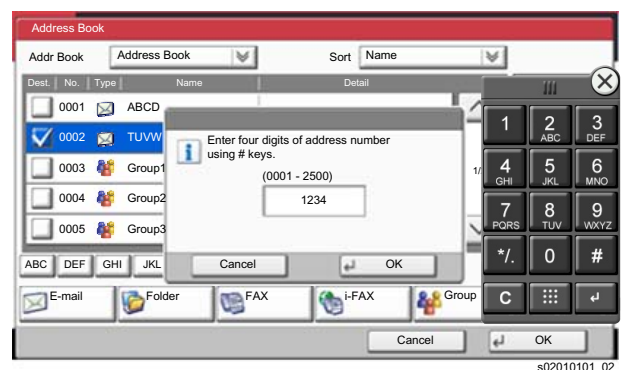 Address Book
Addr Book Address Book Sort Name
Dest. No. Type Name Detail
0001 ABCD
0002 TUVW
0003 Group1
0004 Group2
0005 Group3
Enter four digits of address number
using # keys.
(0001 - 2500)
1234
Cancel OK
1/
1 2 ABC 3 DEF
4 GHI 5 JKL 6 MNO
7 PQRS 8 TUV 9 WXYZ
*/. 0 #
C
ABC DEF GHI JKL
E-mail Folder FAX i-FAX Group
Cancel OK
s02010101_02